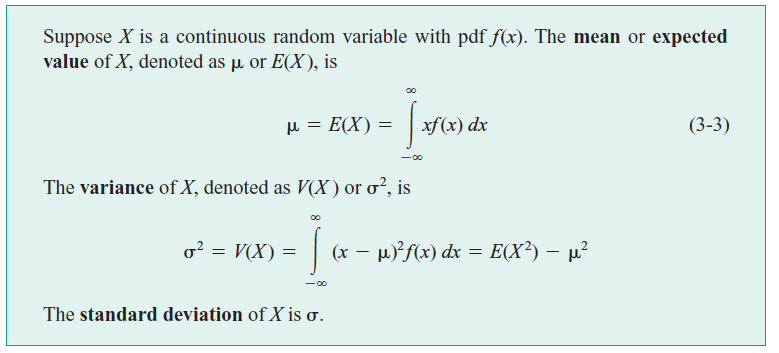 Suppose X is a continuous random variable with pdf f(x). The mean or expected
value of X, denoted as μ or E(X), is
μ = E(X) = ∫_{-∞}^{∞} xf(x) dx (3-3)
The variance of X, denoted as V(X) or σ², is
σ² = V(X) = ∫_{-∞}^{∞} (x − μ)²f(x) dx = E(X²) − μ²
The standard deviation of X is σ.